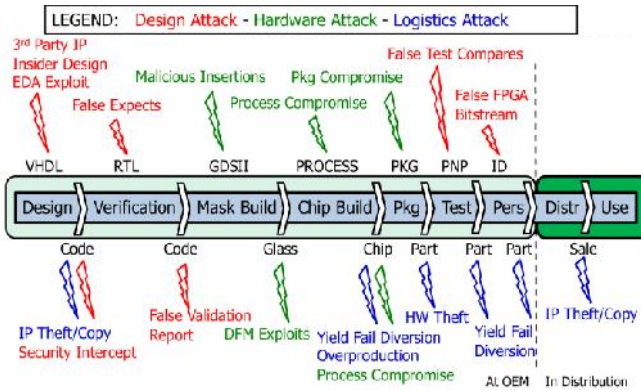 LEGEND: Design Attack - Hardware Attack - Logistics Attack
3rd Party IP
Insider Design
EDA Exploit
False Expects
Malicious Insertions
Process Compromise
Pkg Compromise
False Test Compares
False FPGA
Bitstream
VHDL RTL GDSII PROCESS PKG PNP ID
Design Verification Mask Build Chip Build Pkg Test Pers Distr Use
Code Code Glass Chip Part Part Part Sale
IP Theft/Copy
Security Intercept
False Validation
Report
DFM Exploits
Yield Fail Diversion
Overproduction
Process Compromise
HW Theft
Yield Fail
Diversion
IP Theft/Copy
At OEM In Distribution